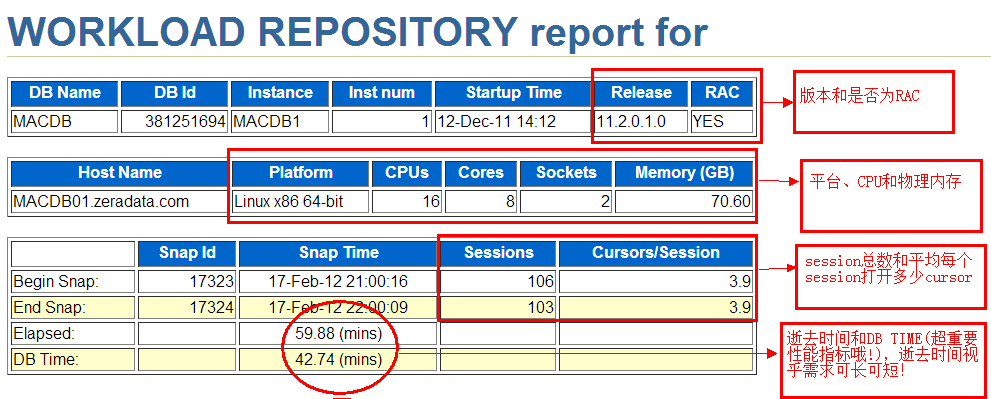 WORKLOAD REPOSITORY report for
DB Name DB Id Instance Inst num Startup Time Release RAC
MACDB 381251694 MACDB1 1 12-Dec-11 14:12 11.2.0.1.0 YES
版本和是否为RAC
Host Name Platform CPUs Cores Sockets Memory (GB)
MACDB01.zeradata.com Linux x86 64-bit 16 8 2 70.60
平台、CPU和物理内存
Snap Id Snap Time Sessions Cursors/Session
Begin Snap: 17323 17-Feb-12 21:00:16 106 3.9
End Snap: 17324 17-Feb-12 22:00:09 103 3.9
Elapsed: 59.88 (mins)
DB Time: 42.74 (mins)
session总数和平均每个
session打开多少cursor
逝去时间和DB TIME(超重要
性能指标哦!), 逝去时间视
乎需求可长可短!